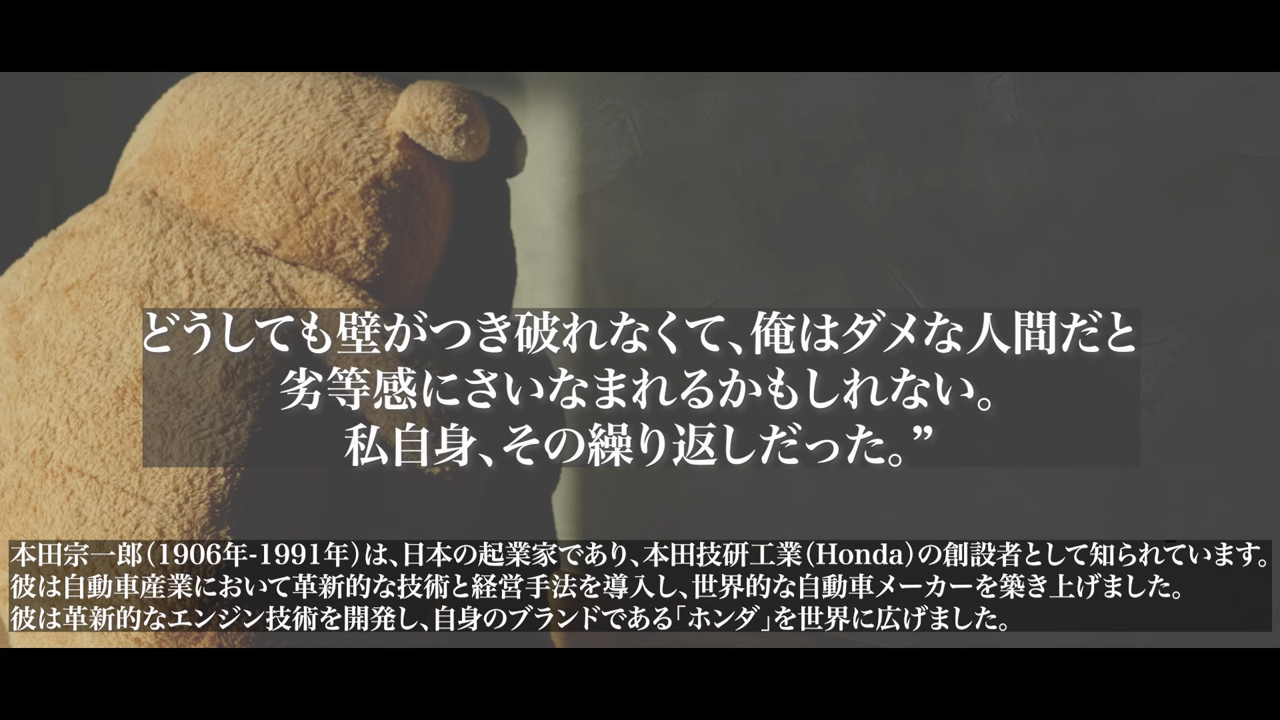 どうしても壁がつき破れなくて、俺はダメな人間だと
劣等感にさいなまれるかもしれない。
私自身、その繰り返しだった。”
本田宗一郎（1906年-1991年）は、日本の起業家であり、本田技研工業（Honda）の創設者として知られています。
彼は自動車産業において革新的な技術と経営手法を導入し、世界的な自動車メーカーを築き上げました。
彼は革新的なエンジン技術を開発し、自身のブランドである「ホンダ」を世界に広げました。